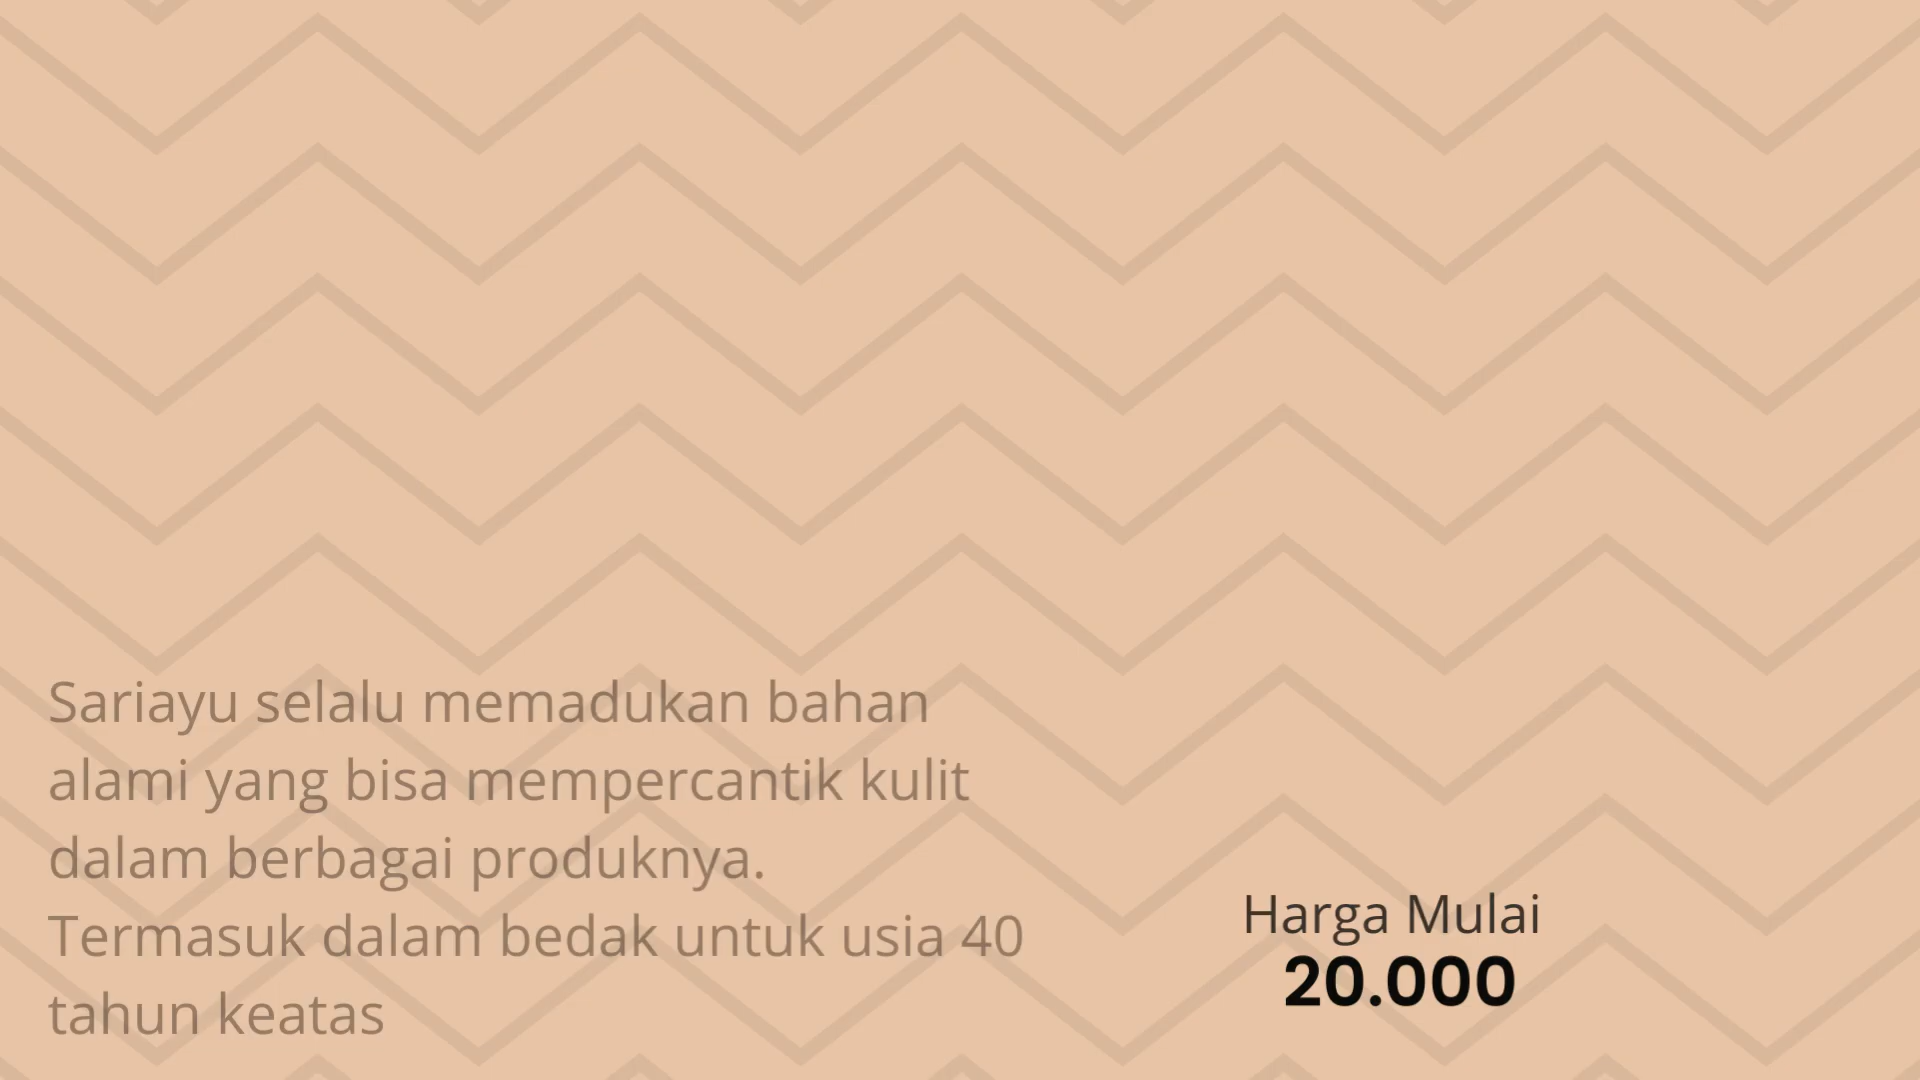 Sariayu selalu memadukan bahan
alami yang bisa mempercantik kulit
dalam berbagai produknya.
Termasuk dalam bedak untuk usia 40
tahun keatas
Harga Mulai
20.000